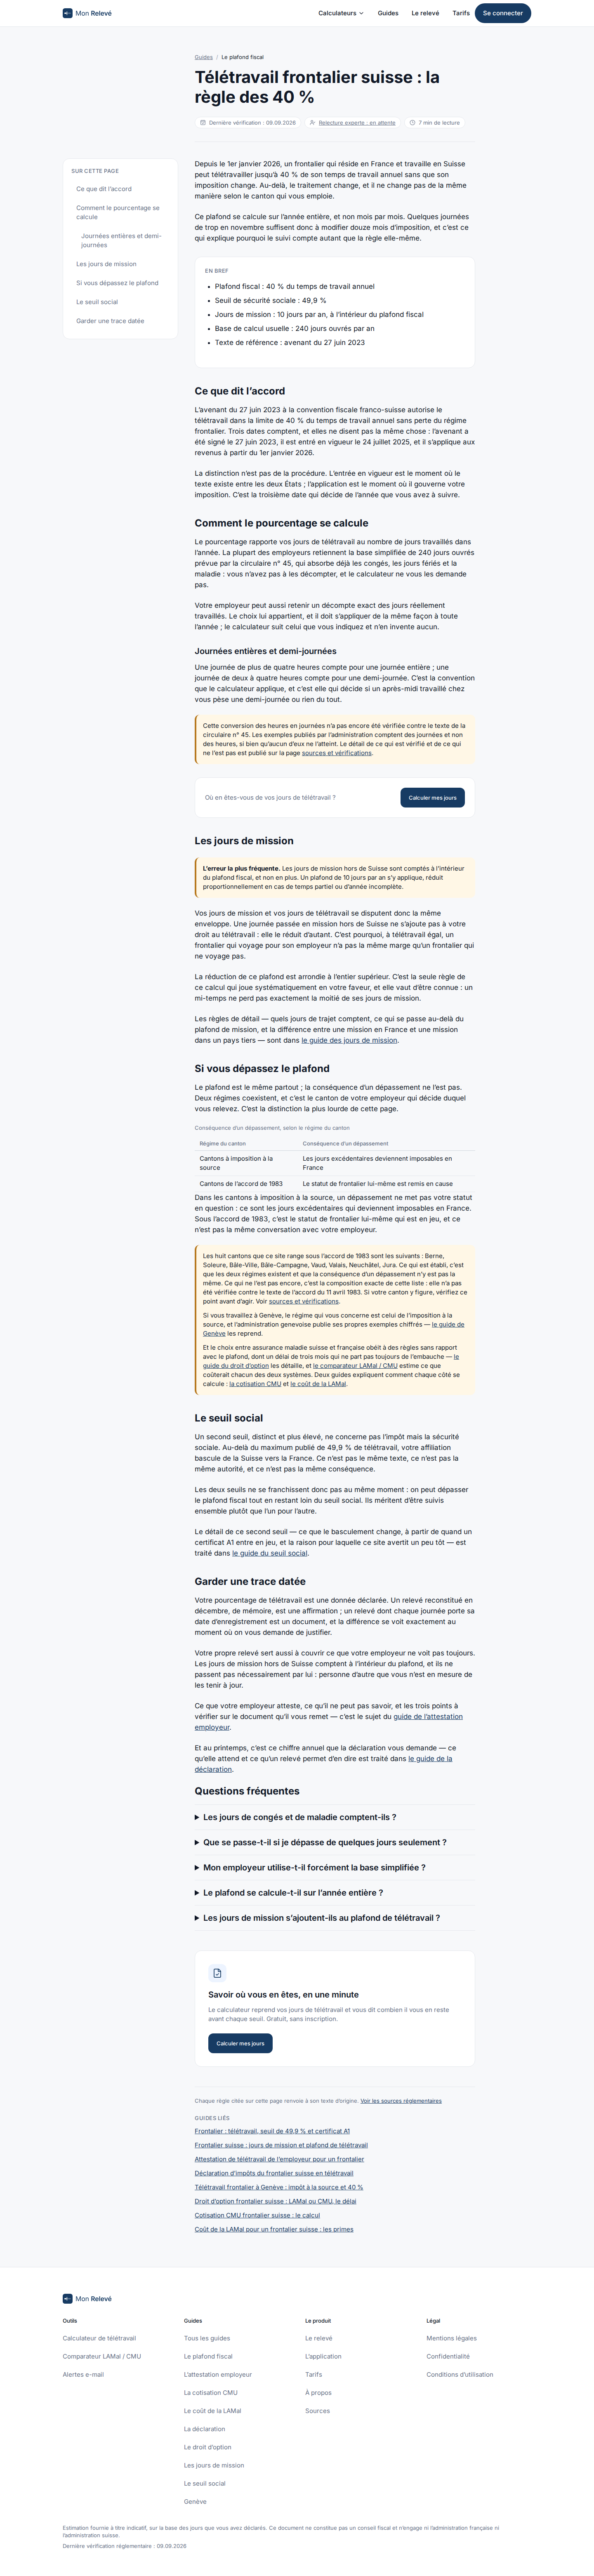 Mon Relevé
Calculateurs
Guides
Le relevé
Tarifs
Se connecter
Guides / Le plafond fiscal
Télétravail frontalier suisse : la
règle des 40 %
Dernière vérification : 09.09.2026
Relecture experte : en attente
7 min de lecture
SUR CETTE PAGE
Ce que dit l’accord
Comment le pourcentage se
calcule
Journées entières et demi-
journées
Les jours de mission
Si vous dépassez le plafond
Le seuil social
Garder une trace datée
Depuis le 1er janvier 2026, un frontalier qui réside en France et travaille en Suisse
peut télétravailler jusqu’à 40 % de son temps de travail annuel sans que son
imposition change. Au-delà, le traitement change, et il ne change pas de la même
manière selon le canton qui vous emploie.
Ce plafond se calcule sur l’année entière, et non mois par mois. Quelques journées
de trop en novembre suffisent donc à modifier douze mois d’imposition, et c’est ce
qui explique pourquoi le suivi compte autant que la règle elle-même.
EN BREF
Plafond fiscal : 40 % du temps de travail annuel
Seuil de sécurité sociale : 49,9 %
Jours de mission : 10 jours par an, à l’intérieur du plafond fiscal
Base de calcul usuelle : 240 jours ouvrés par an
Texte de référence : avenant du 27 juin 2023
Ce que dit l’accord
L’avenant du 27 juin 2023 à la convention fiscale franco-suisse autorise le
télétravail dans la limite de 40 % du temps de travail annuel sans perte du régime
frontalier. Trois dates comptent, et elles ne disent pas la même chose : l’avenant a
été signé le 27 juin 2023, il est entré en vigueur le 24 juillet 2025, et il s’applique aux
revenus à partir du 1er janvier 2026.
La distinction n’est pas de la procédure. L’entrée en vigueur est le moment où le
texte existe entre les deux États ; l’application est le moment où il gouverne votre
imposition. C’est la troisième date qui décide de l’année que vous avez à suivre.
Comment le pourcentage se calcule
Le pourcentage rapporte vos jours de télétravail au nombre de jours travaillés dans
l’année. La plupart des employeurs retiennent la base simplifiée de 240 jours ouvrés
prévue par la circulaire n° 45, qui absorbe déjà les congés, les jours fériés et la
maladie : vous n’avez pas à les décompter, et le calculateur ne vous les demande
pas.
Votre employeur peut aussi retenir un décompte exact des jours réellement
travaillés. Le choix lui appartient, et il doit s’appliquer de la même façon à toute
l’année ; le calculateur suit celui que vous indiquez et n’en invente aucun.
Journées entières et demi-journées
Une journée de plus de quatre heures compte pour une journée entière ; une
journée de deux à quatre heures compte pour une demi-journée. C’est la convention
que le calculateur applique, et c’est elle qui décide si un après-midi travaillé chez
vous pèse une demi-journée ou rien du tout.
Cette conversion des heures en journées n’a pas encore été vérifiée contre le texte de la
circulaire n° 45. Les exemples publiés par l’administration comptent des journées et non
des heures, si bien qu’aucun d’eux ne l’atteint. Le détail de ce qui est vérifié et de ce qui
ne l’est pas est publié sur la page sources et vérifications.
Où en êtes-vous de vos jours de télétravail ?
Calculer mes jours
Les jours de mission
L’erreur la plus fréquente. Les jours de mission hors de Suisse sont comptés à l’intérieur
du plafond fiscal, et non en plus. Un plafond de 10 jours par an s’y applique, réduit
proportionnellement en cas de temps partiel ou d’année incomplète.
Vos jours de mission et vos jours de télétravail se disputent donc la même
enveloppe. Une journée passée en mission hors de Suisse ne s’ajoute pas à votre
droit au télétravail : elle le réduit d’autant. C’est pourquoi, à télétravail égal, un
frontalier qui voyage pour son employeur n’a pas la même marge qu’un frontalier qui
ne voyage pas.
La réduction de ce plafond est arrondie à l’entier supérieur. C’est la seule règle de
ce calcul qui joue systématiquement en votre faveur, et elle vaut d’être connue : un
mi-temps ne perd pas exactement la moitié de ses jours de mission.
Les règles de détail — quels jours de trajet comptent, ce qui se passe au-delà du
plafond de mission, et la différence entre une mission en France et une mission
dans un pays tiers — sont dans le guide des jours de mission.
Si vous dépassez le plafond
Le plafond est le même partout ; la conséquence d’un dépassement ne l’est pas.
Deux régimes coexistent, et c’est le canton de votre employeur qui décide duquel
vous relevez. C’est la distinction la plus lourde de cette page.
Conséquence d’un dépassement, selon le régime du canton
Régime du canton
Conséquence d’un dépassement
Cantons à imposition à la
source
Les jours excédentaires deviennent imposables en
France
Cantons de l’accord de 1983
Le statut de frontalier lui-même est remis en cause
Dans les cantons à imposition à la source, un dépassement ne met pas votre statut
en question : ce sont les jours excédentaires qui deviennent imposables en France.
Sous l’accord de 1983, c’est le statut de frontalier lui-même qui est en jeu, et ce
n’est pas la même conversation avec votre employeur.
Les huit cantons que ce site range sous l’accord de 1983 sont les suivants : Berne,
Soleure, Bâle-Ville, Bâle-Campagne, Vaud, Valais, Neuchâtel, Jura. Ce qui est établi, c’est
que les deux régimes existent et que la conséquence d’un dépassement n’y est pas la
même. Ce qui ne l’est pas encore, c’est la composition exacte de cette liste : elle n’a pas
été vérifiée contre le texte de l’accord du 11 avril 1983. Si votre canton y figure, vérifiez ce
point avant d’agir. Voir sources et vérifications.
Si vous travaillez à Genève, le régime qui vous concerne est celui de l’imposition à la
source, et l’administration genevoise publie ses propres exemples chiffrés — le guide de
Genève les reprend.
Et le choix entre assurance maladie suisse et française obéit à des règles sans rapport
avec le plafond, dont un délai de trois mois qui ne part pas toujours de l’embauche — le
guide du droit d’option les détaille, et le comparateur LAMal / CMU estime ce que
coûterait chacun des deux systèmes. Deux guides expliquent comment chaque côté se
calcule : la cotisation CMU et le coût de la LAMal.
Le seuil social
Un second seuil, distinct et plus élevé, ne concerne pas l’impôt mais la sécurité
sociale. Au-delà du maximum publié de 49,9 % de télétravail, votre affiliation
bascule de la Suisse vers la France. Ce n’est pas le même texte, ce n’est pas la
même autorité, et ce n’est pas la même conséquence.
Les deux seuils ne se franchissent donc pas au même moment : on peut dépasser
le plafond fiscal tout en restant loin du seuil social. Ils méritent d’être suivis
ensemble plutôt que l’un pour l’autre.
Le détail de ce second seuil — ce que le basculement change, à partir de quand un
certificat A1 entre en jeu, et la raison pour laquelle ce site avertit un peu tôt — est
traité dans le guide du seuil social.
Garder une trace datée
Votre pourcentage de télétravail est une donnée déclarée. Un relevé reconstitué en
décembre, de mémoire, est une affirmation ; un relevé dont chaque journée porte sa
date d’enregistrement est un document, et la différence se voit exactement au
moment où on vous demande de justifier.
Votre propre relevé sert aussi à couvrir ce que votre employeur ne voit pas toujours.
Les jours de mission hors de Suisse comptent à l’intérieur du plafond, et ils ne
passent pas nécessairement par lui : personne d’autre que vous n’est en mesure de
les tenir à jour.
Ce que votre employeur atteste, ce qu’il ne peut pas savoir, et les trois points à
vérifier sur le document qu’il vous remet — c’est le sujet du guide de l’attestation
employeur.
Et au printemps, c’est ce chiffre annuel que la déclaration vous demande — ce
qu’elle attend et ce qu’un relevé permet d’en dire est traité dans le guide de la
déclaration.
Questions fréquentes
Les jours de congés et de maladie comptent-ils ?
Que se passe-t-il si je dépasse de quelques jours seulement ?
Mon employeur utilise-t-il forcément la base simplifiée ?
Le plafond se calcule-t-il sur l’année entière ?
Les jours de mission s’ajoutent-ils au plafond de télétravail ?
Savoir où vous en êtes, en une minute
Le calculateur reprend vos jours de télétravail et vous dit combien il vous en reste
avant chaque seuil. Gratuit, sans inscription.
Calculer mes jours
Chaque règle citée sur cette page renvoie à son texte d’origine. Voir les sources réglementaires
GUIDES LIÉS
Frontalier : télétravail, seuil de 49,9 % et certificat A1
Frontalier suisse : jours de mission et plafond de télétravail
Attestation de télétravail de l’employeur pour un frontalier
Déclaration d’impôts du frontalier suisse en télétravail
Télétravail frontalier à Genève : impôt à la source et 40 %
Droit d’option frontalier suisse : LAMal ou CMU, le délai
Cotisation CMU frontalier suisse : le calcul
Coût de la LAMal pour un frontalier suisse : les primes
Mon Relevé
Outils
Calculateur de télétravail
Comparateur LAMal / CMU
Alertes e-mail
Guides
Tous les guides
Le plafond fiscal
L’attestation employeur
La cotisation CMU
Le coût de la LAMal
La déclaration
Le droit d’option
Les jours de mission
Le seuil social
Genève
Le produit
Le relevé
L’application
Tarifs
À propos
Sources
Légal
Mentions légales
Confidentialité
Conditions d’utilisation
Estimation fournie à titre indicatif, sur la base des jours que vous avez déclarés. Ce document ne constitue pas un conseil fiscal et n’engage ni l’administration française ni
l’administration suisse.
Dernière vérification réglementaire : 09.09.2026